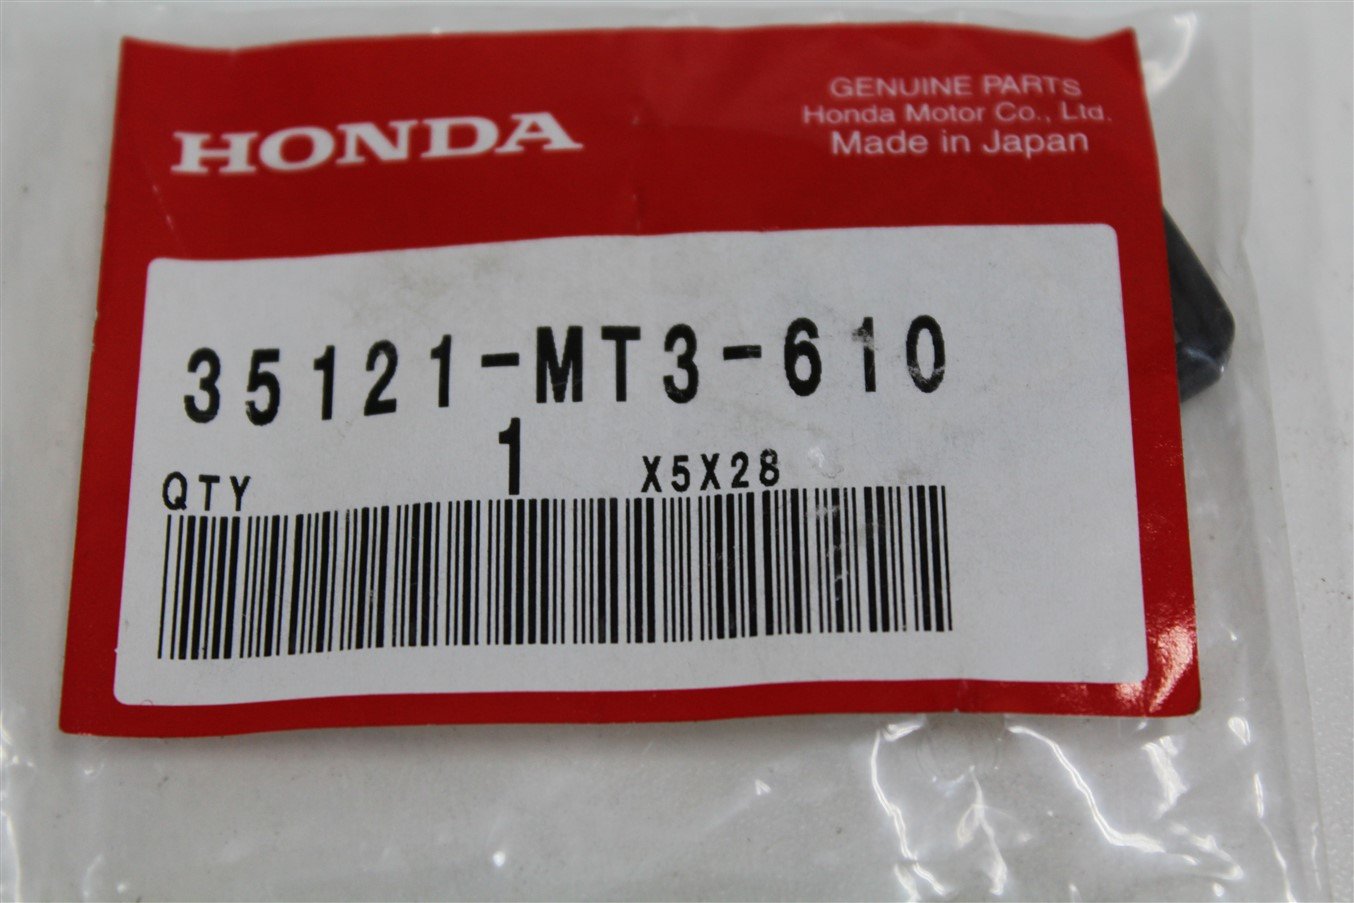 HONDA
GENUINE PARTS
Honda Motor Co., Ltd.
Made in Japan
35121-MT3-610
QTY 1 X5X28